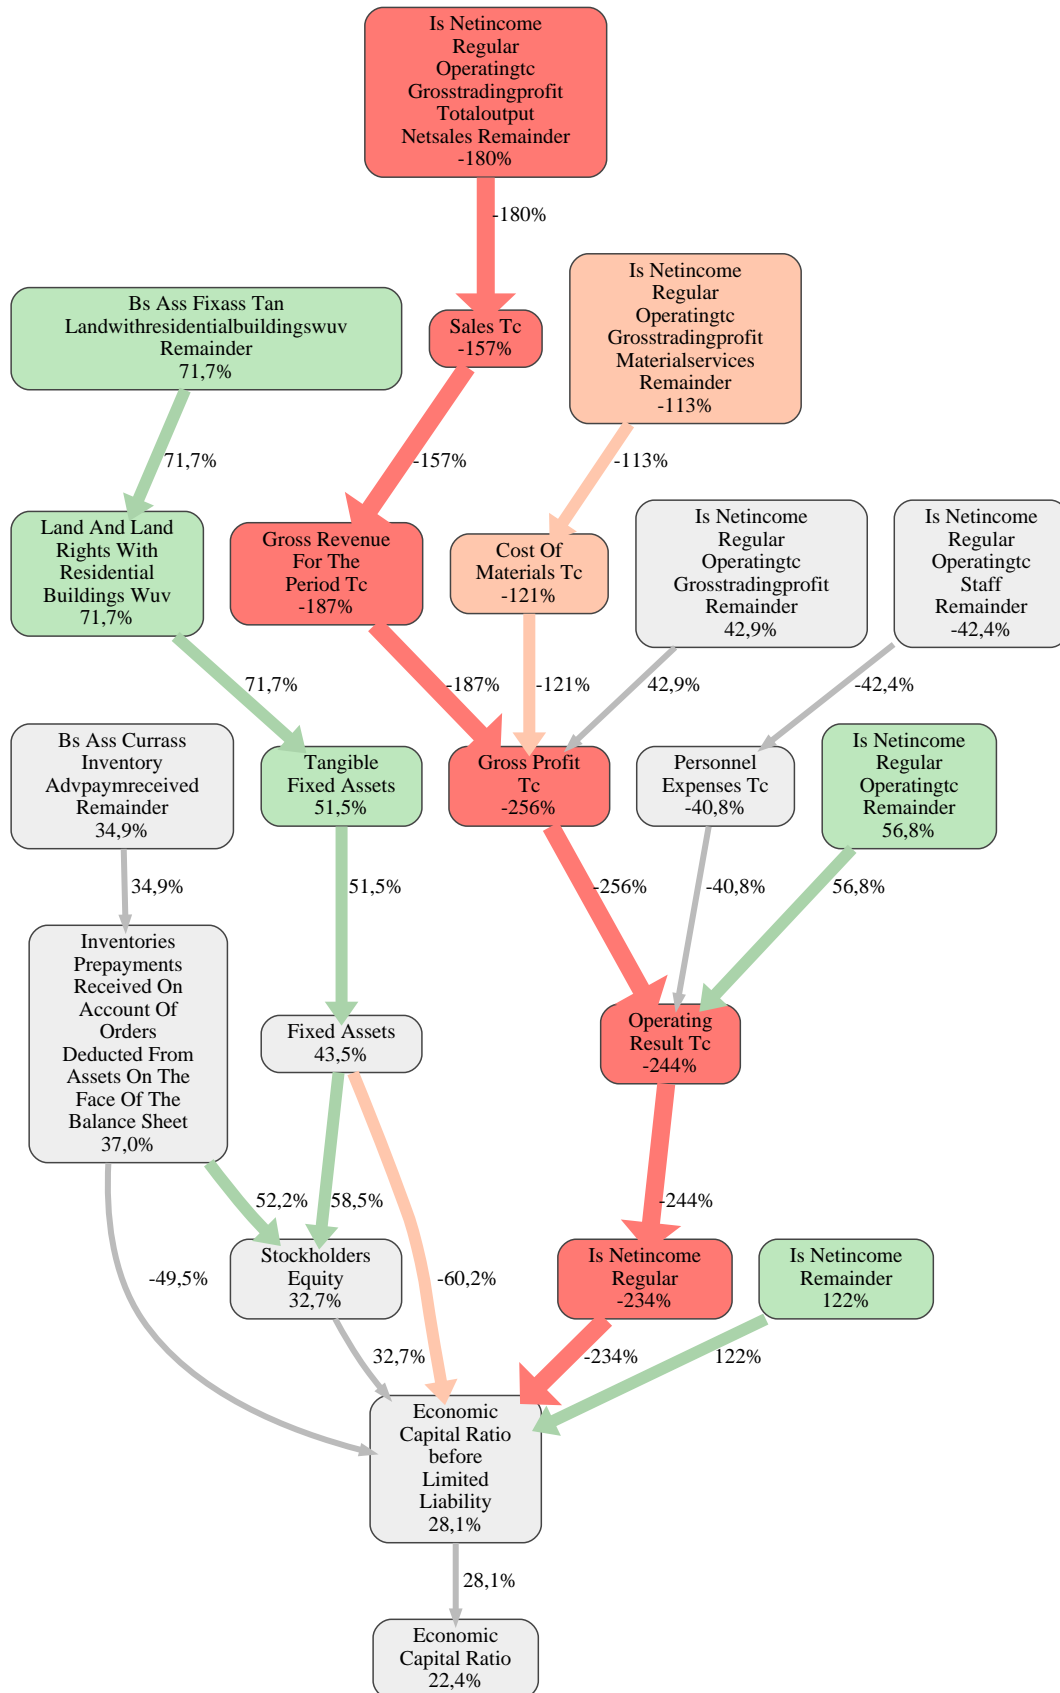 Is Netincome
Regular
Operatingtc
Grosstradingprofit
Totaloutput
Netsales Remainder
-180%
-180%
Is Netincome
Regular
Operatingtc
Grosstradingprofit
Materialservices
Remainder
-113%
Bs Ass Fixass Tan
Landwithresidentialbuildingswuv
Remainder
71,7%
Sales Tc
-157%
71,7%
-157%
-113%
Land And Land
Rights With
Residential
Buildings Wuv
71,7%
Gross Revenue
For The
Period Tc
-187%
Cost Of
Materials Tc
-121%
Is Netincome
Regular
Operatingtc
Grosstradingprofit
Remainder
42,9%
Is Netincome
Regular
Operatingtc
Staff
Remainder
-42,4%
71,7%
-187%
-121%
42,9%
-42,4%
Bs Ass Currass
Inventory
Advpaymreceived
Remainder
34,9%
Tangible
Fixed Assets
51,5%
Gross Profit
Tc
-256%
Personnel
Expenses Tc
-40,8%
Is Netincome
Regular
Operatingtc
Remainder
56,8%
34,9%
51,5%
-256%
-40,8%
56,8%
Inventories
Prepayments
Received On
Account Of
Orders
Deducted From
Assets On The
Face Of The
Balance Sheet
37,0%
Fixed Assets
43,5%
Operating
Result Tc
-244%
52,2%
58,5%
-244%
-49,5%
Stockholders
Equity
32,7%
-60,2%
Is Netincome
Regular
-234%
Is Netincome
Remainder
122%
32,7%
-234%
122%
Economic
Capital Ratio
before
Limited
Liability
28,1%
28,1%
Economic
Capital Ratio
22,4%